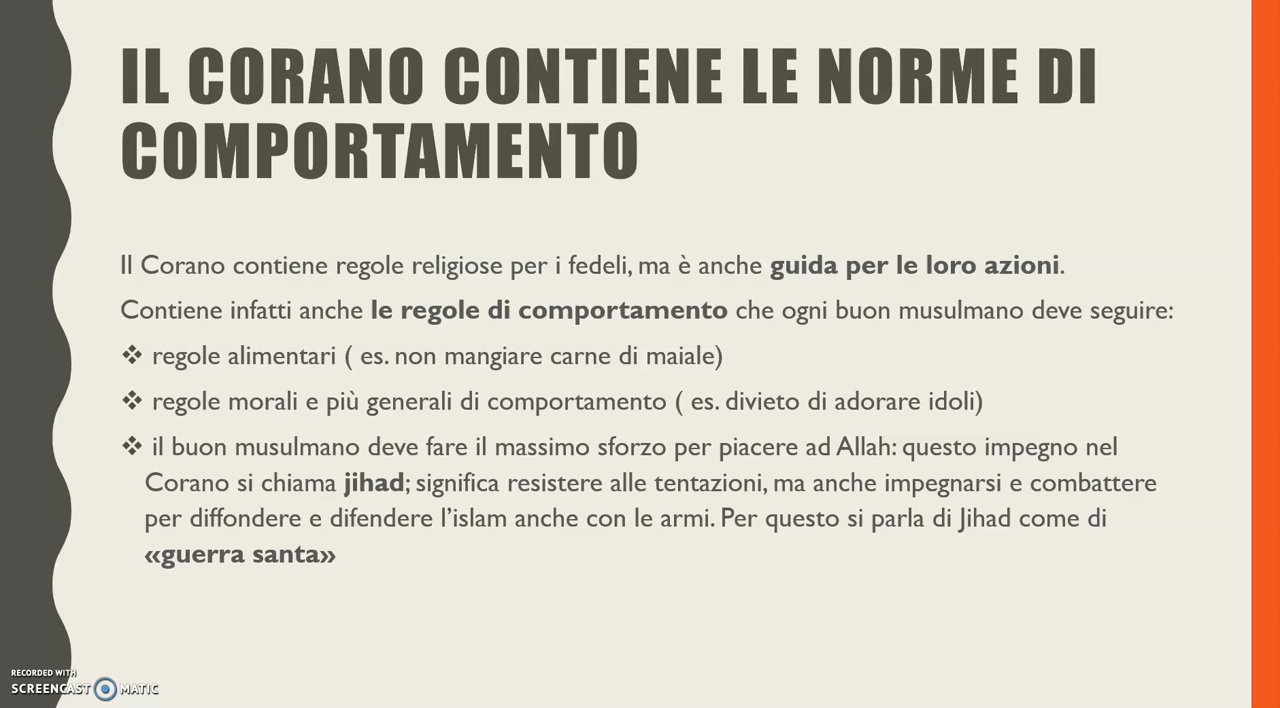 IL CORANO CONTIENE LE NORME DI
COMPORTAMENTO
Il Corano contiene regole religiose per i fedeli, ma è anche guida per le loro azioni.
Contiene infatti anche le regole di comportamento che ogni buon musulmano deve seguire:
❖ regole alimentari ( es. non mangiare carne di maiale)
❖ regole morali e più generali di comportamento ( es. divieto di adorare idoli)
❖ il buon musulmano deve fare il massimo sforzo per piacere ad Allah: questo impegno nel
Corano si chiama jihad; significa resistere alle tentazioni, ma anche impegnarsi e combattere
per diffondere e difendere l’islam anche con le armi. Per questo si parla di Jihad come di
«guerra santa»
RECORDED WITH
SCREENCAST MATIC